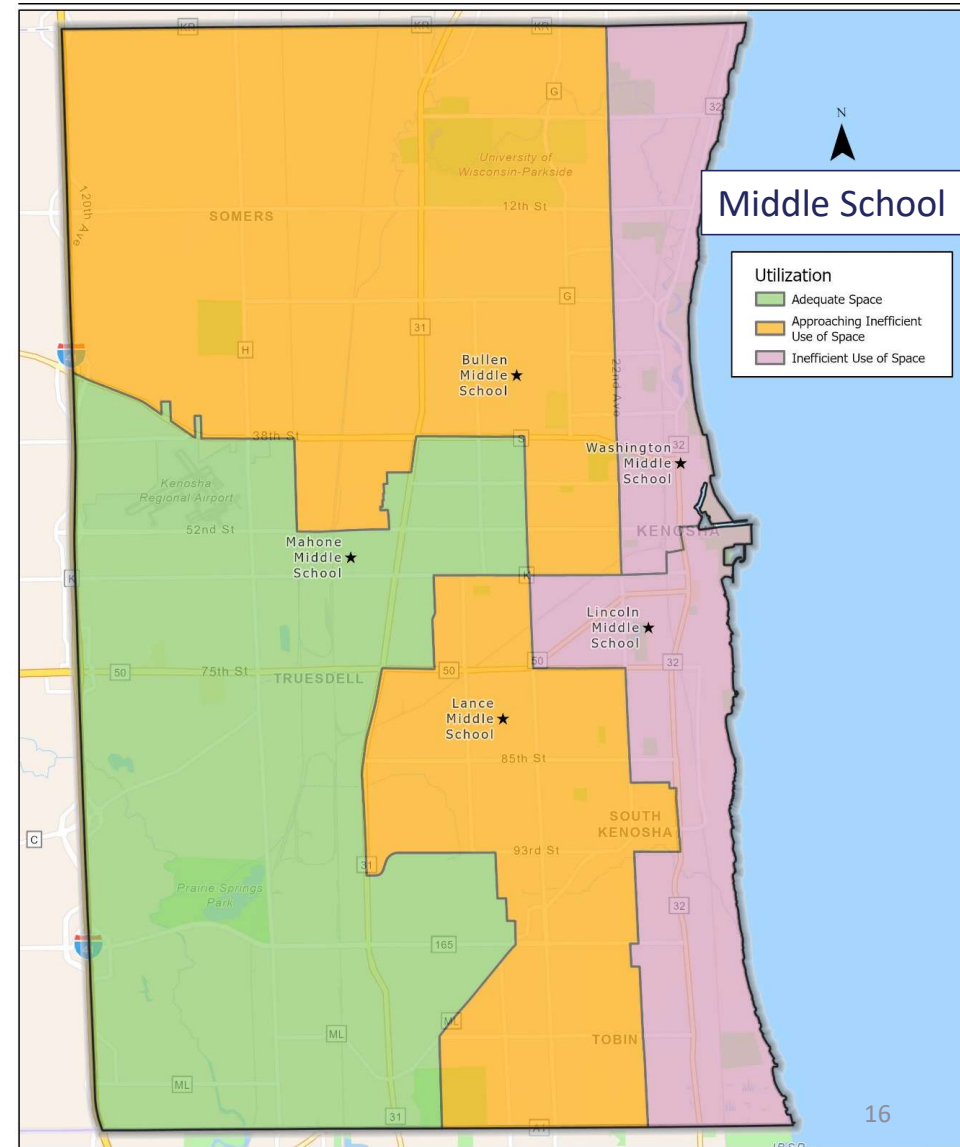 KR
KR
KR
G
32
N
University of
Wisconsin-Parkside
120th Ave
12th St
Middle School
SOMERS
Utilization
Adequate Space
Approaching Inefficient
Use of Space
Inefficient Use of Space
G
31
H
22nd Ave
Bullen
Middle
School
38th St
S
32
Washington
Middle
School
Kenosha
Regional Airport
52nd St
KENOSHA
Mahone
Middle
School
K
K
Lincoln
Middle
School
50
75th St
TRUESDELL
50
50
32
Lance
Middle
School
85th St
SOUTH
KENOSHA
C
93rd St
31
Prairie Springs
Park
32
165
ML
ML
TOBIN
ML
31
16